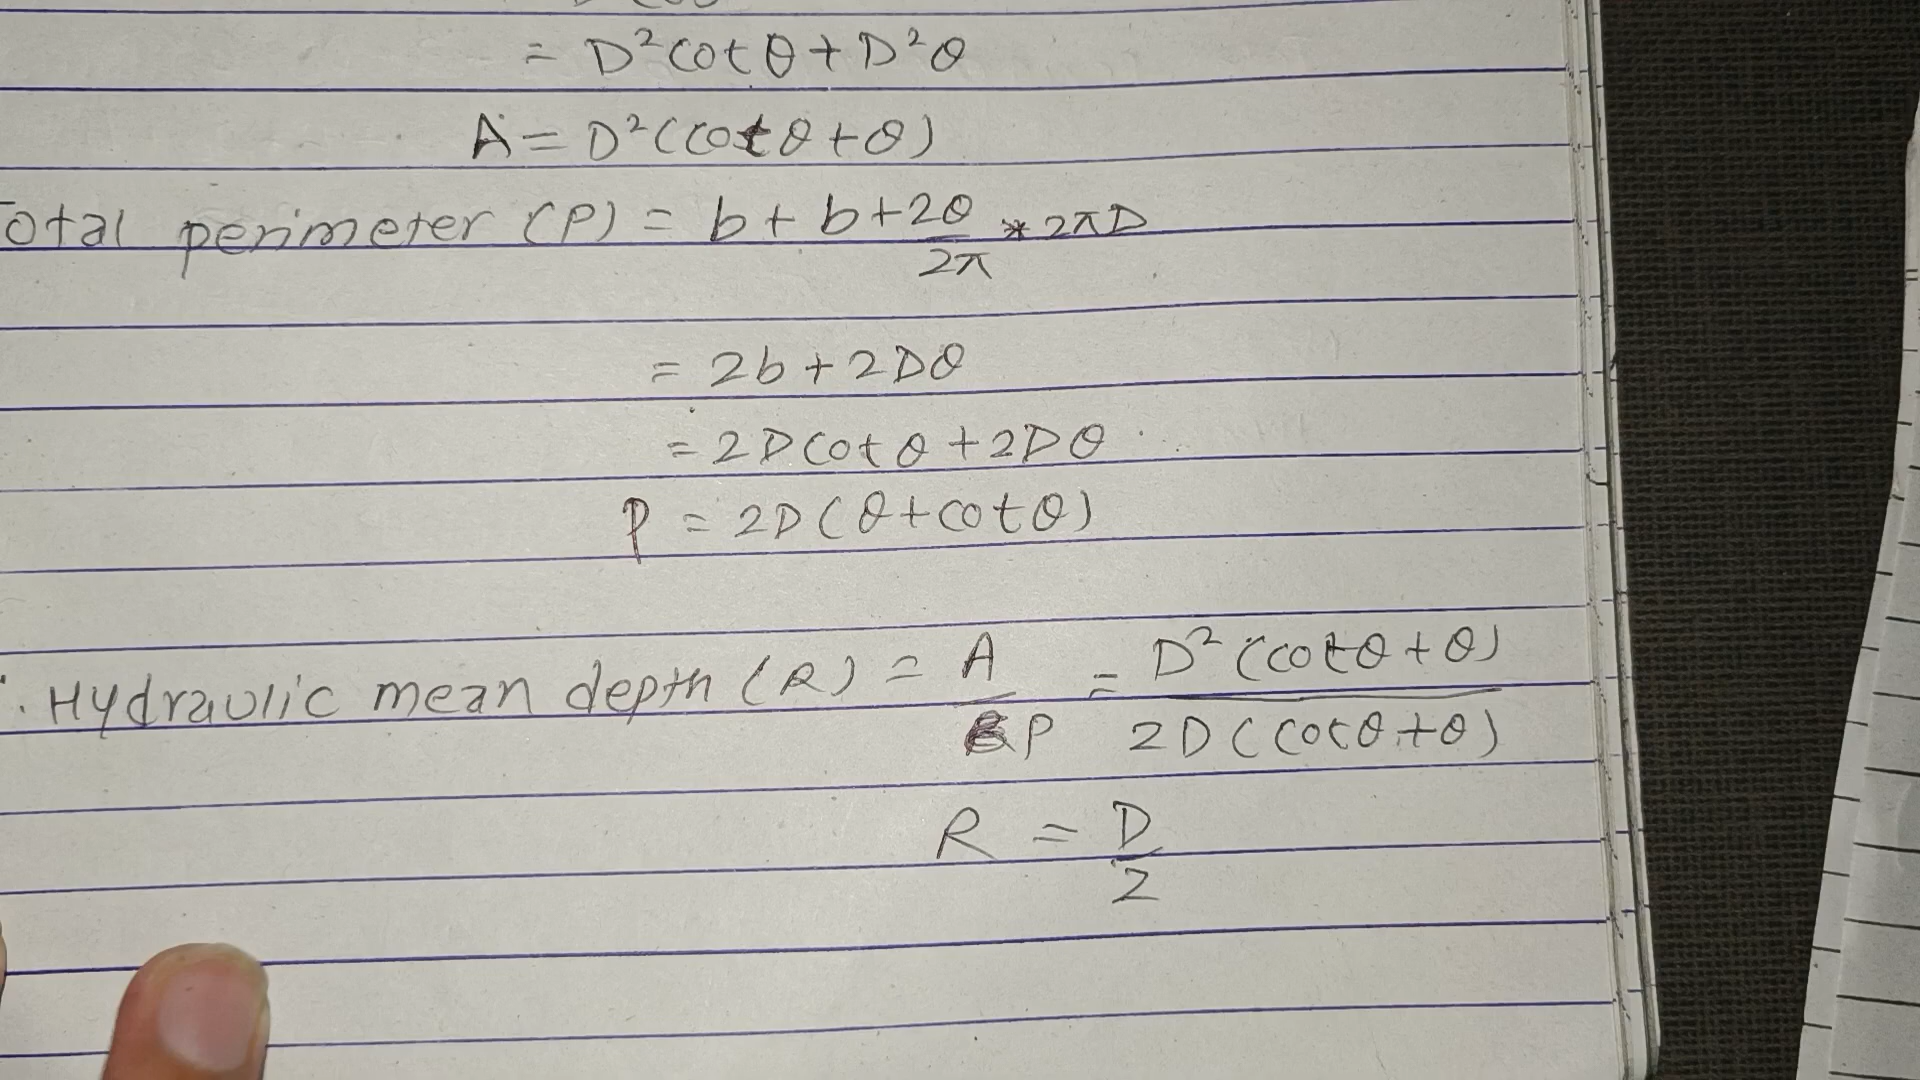 = D²cotθ + D²θ
A = D²(cotθ+θ)
otal perimeter (P) = b + b + 2θ/2π * 2πD
= 2b + 2Dθ
= 2Dcotθ + 2Dθ
P = 2D(θ+cotθ)
Hydraulic mean depth (R) = A/P = D²(cotθ+θ)/2D(cotθ+θ)
R = D/2